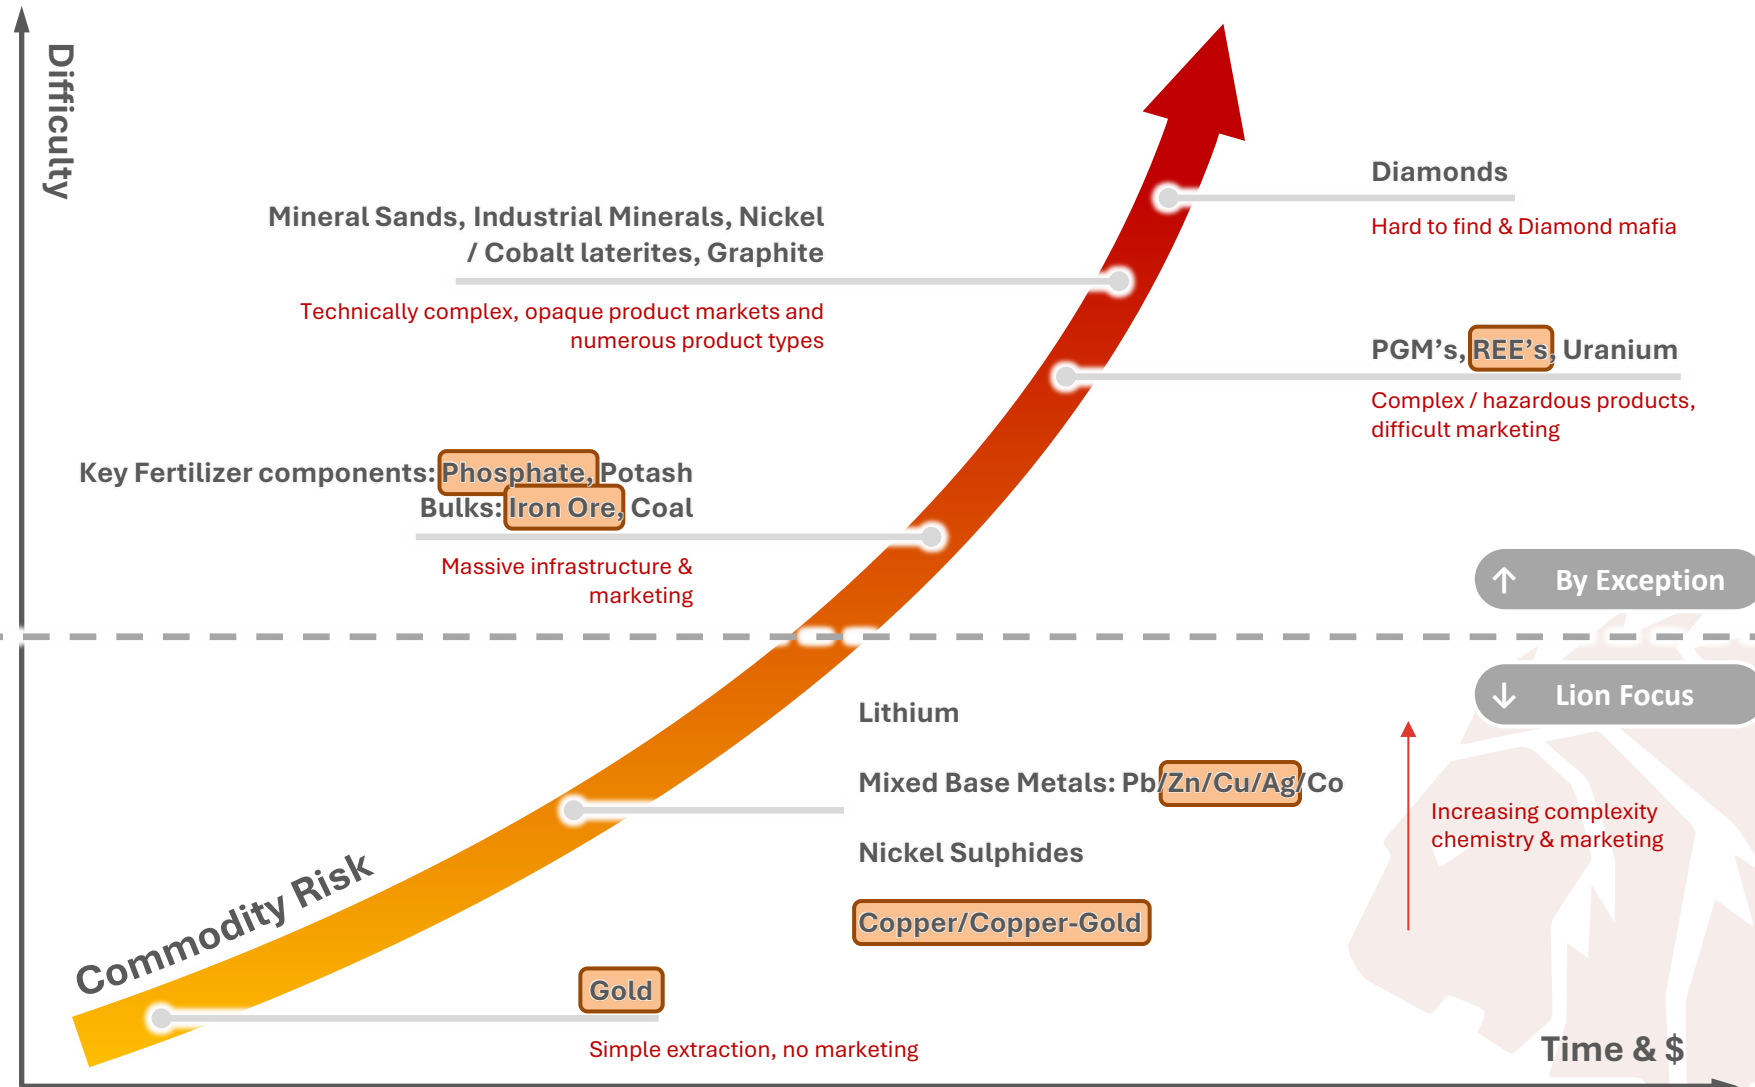 Difficulty
Diamonds
Hard to find & Diamond mafia
Mineral Sands, Industrial Minerals, Nickel
/ Cobalt laterites, Graphite
Technically complex, opaque product markets and
numerous product types
PGM's, REE's, Uranium
Complex / hazardous products,
difficult marketing
Key Fertilizer components: Phosphate, Potash
Bulks: Iron Ore, Coal
Massive infrastructure &
marketing
↑ By Exception
↓ Lion Focus
Lithium
Mixed Base Metals: Pb/Zn/Cu/Ag/Co
Nickel Sulphides
Copper/Copper-Gold
Increasing complexity
chemistry & marketing
Commodity Risk
Gold
Simple extraction, no marketing
Time & $